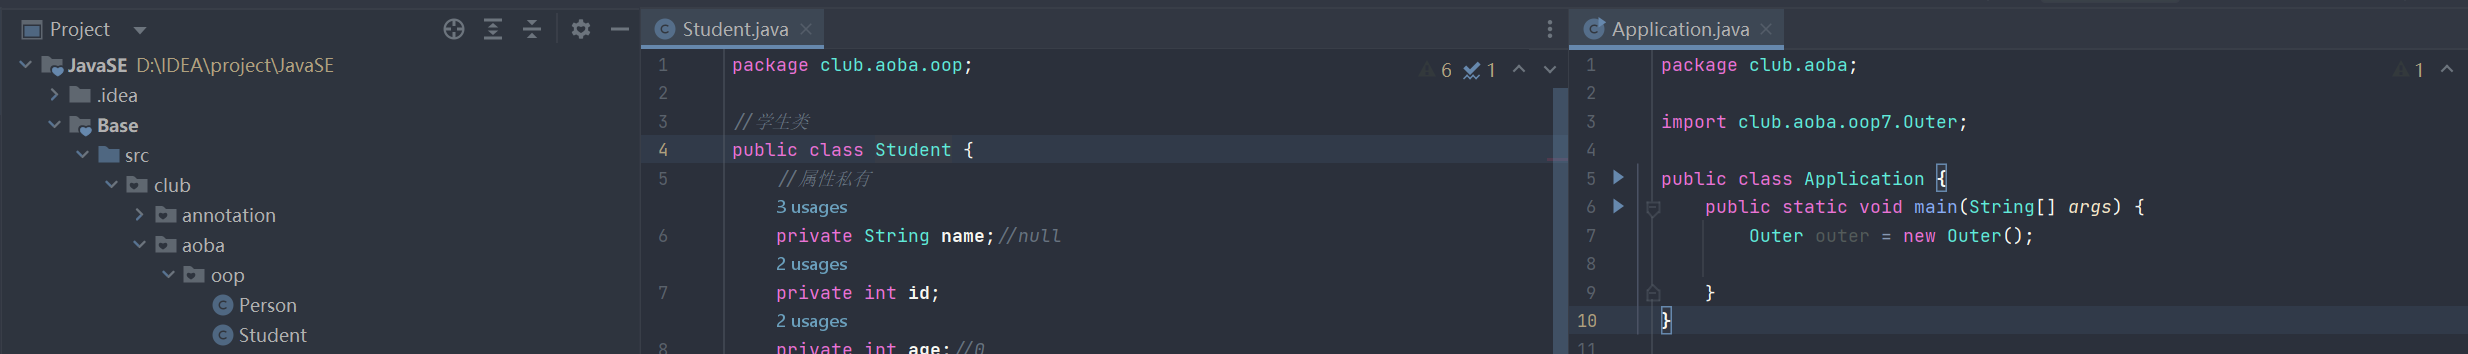 Project
JavaSE D:\IDEA\project\JavaSE
.idea
Base
src
club
annotation
aoba
oop
Person
Student
Student.java
6 1
1 package club.aoba.oop;
2
3 //学生类
4 public class Student {
5 //属性私有
3 usages
6 private String name;//null
2 usages
7 private int id;
2 usages
8 private int age;//0
Application.java
1
1 package club.aoba;
2
3 import club.aoba.oop7.Outer;
4
5 public class Application {
6 public static void main(String[] args) {
7 Outer outer = new Outer();
8
9 }
10 }
11